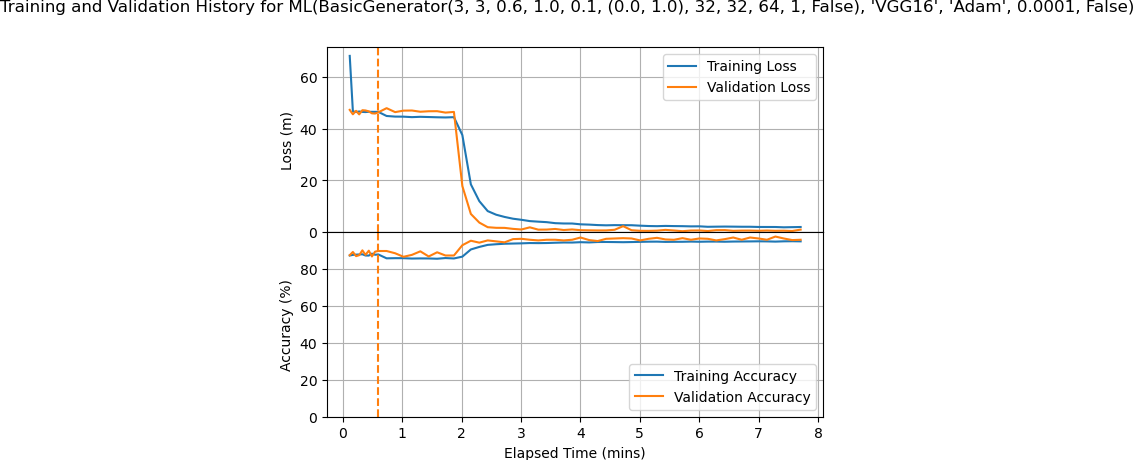 Training and Validation History for ML(BasicGenerator(3, 3, 0.6, 1.0, 0.1, (0.0, 1.0), 32, 32, 64, 1, False), 'VGG16', 'Adam', 0.0001, False)
Training Loss
Validation Loss
Loss (m)
60
40
20
0
Accuracy (%)
80
60
40
20
0
Training Accuracy
Validation Accuracy
0 1 2 3 4 5 6 7 8
Elapsed Time (mins)